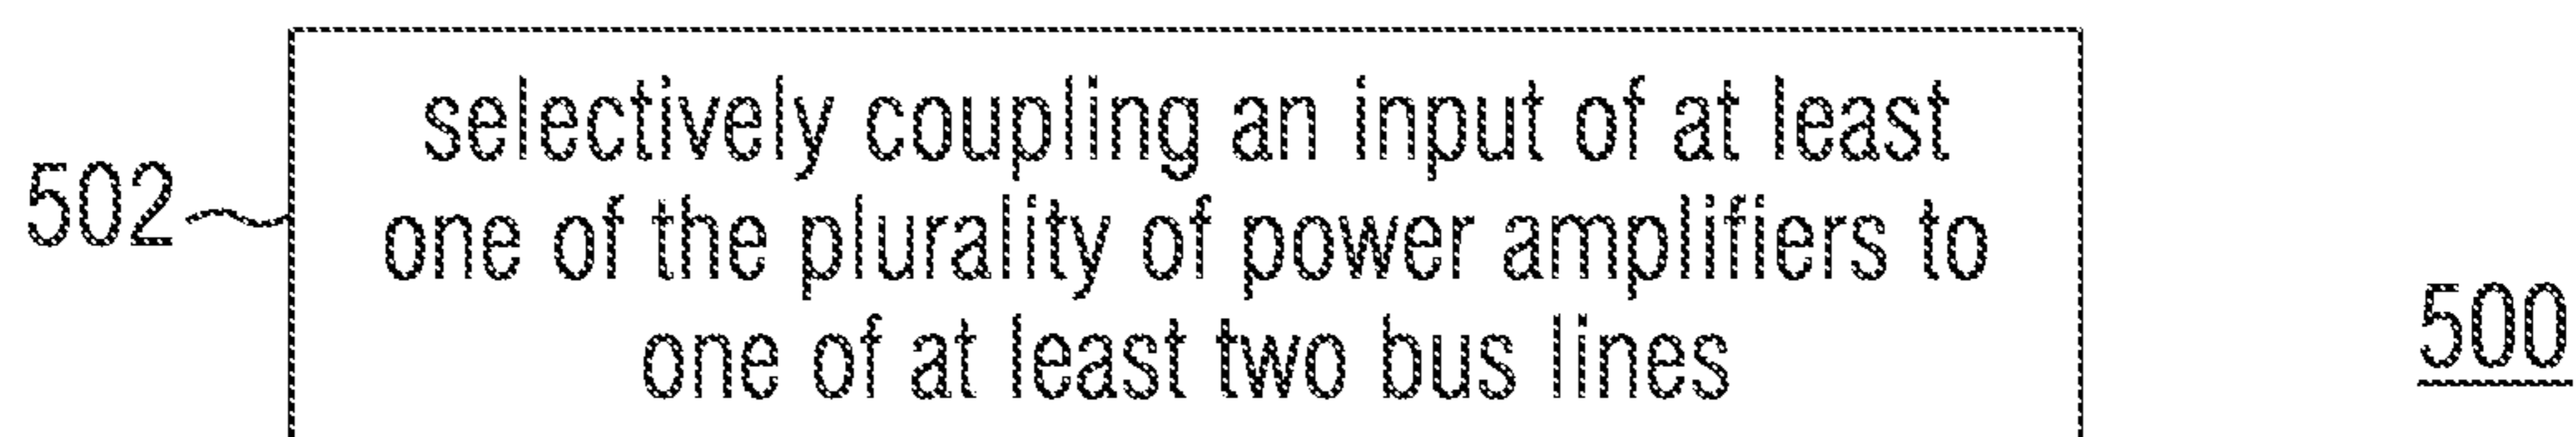 selectively coupling an input of at least
502 one of the plurality of power amplifiers to
500
one of at least two bus lines